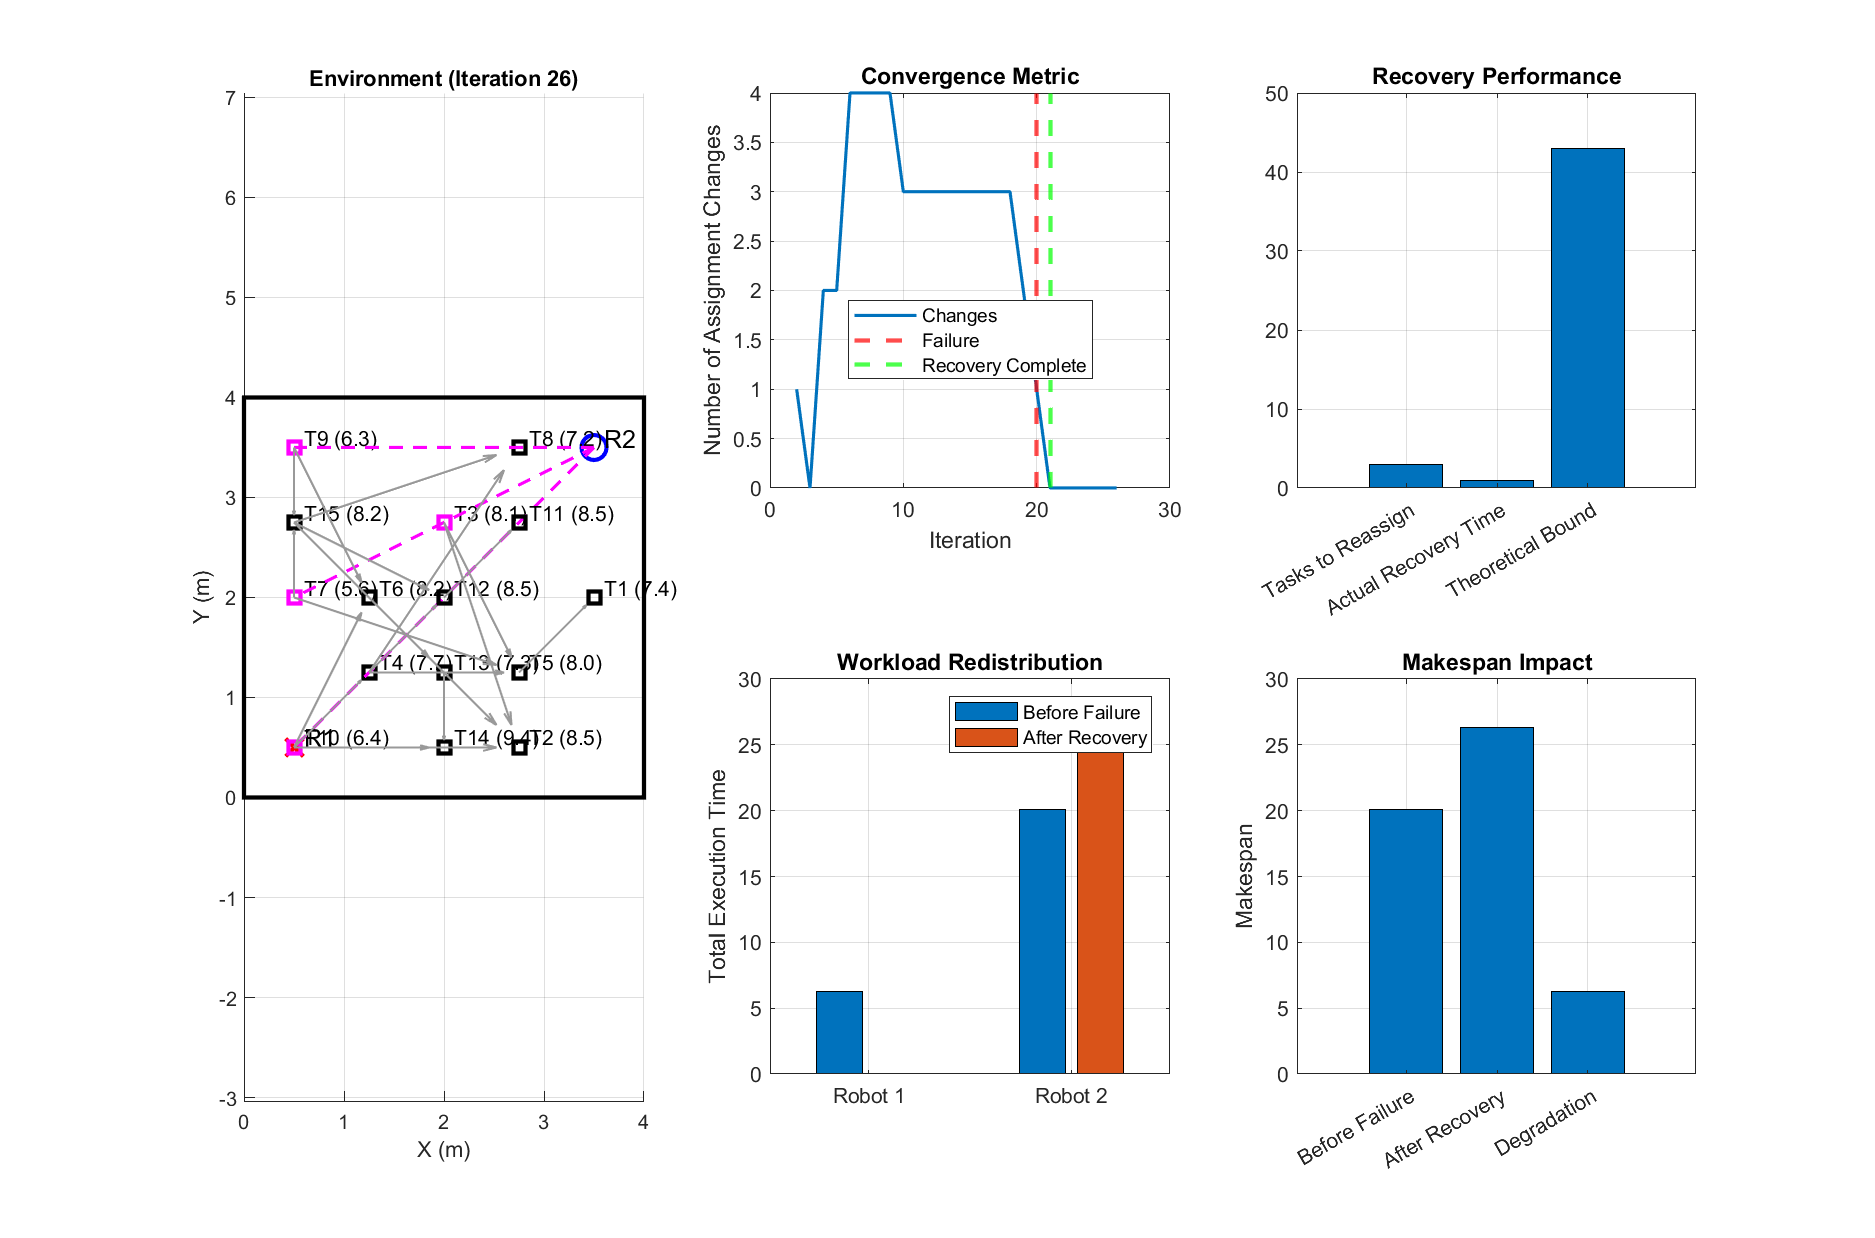 Environment (Iteration 26)
7
6
5
4
3
2
1
0
-1
-2
-3
0
1
2
3
4
X (m)
Y (m)
T9 (6.3)
T8 (7.2)
R2
T15 (8.2)
T3 (8.1)
T11 (8.5)
T7 (5.6)
T6 (8.2)
T12 (8.5)
T1 (7.4)
T4 (7.7)
T13 (7.3)
T5 (8.0)
R1
T10 (6.4)
T14 (9.4)
T2 (8.5)
Convergence Metric
4
3.5
3
2.5
2
1.5
1
0.5
0
0
10
20
30
Iteration
Number of Assignment Changes
Changes
Failure
Recovery Complete
Recovery Performance
50
40
30
20
10
0
Tasks to Reassign
Actual Recovery Time
Theoretical Bound
Workload Redistribution
30
25
20
15
10
5
0
Total Execution Time
Before Failure
After Recovery
Robot 1
Robot 2
Makespan Impact
30
25
20
15
10
5
0
Makespan
Before Failure
After Recovery
Degradation